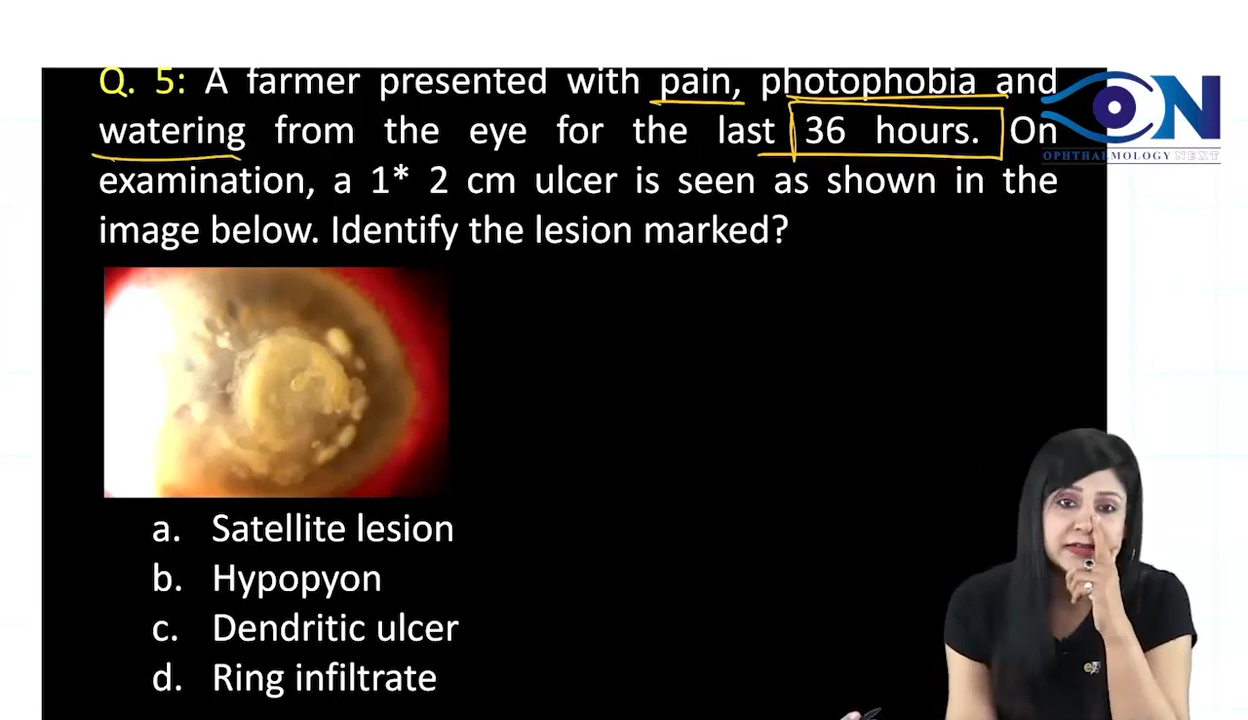 Q. 5: A farmer presented with pain, photophobia and
watering from the eye for the last 36 hours. On
examination, a 1* 2 cm ulcer is seen as shown in the
image below. Identify the lesion marked?
a. Satellite lesion
b. Hypopyon
c. Dendritic ulcer
d. Ring infiltrate
ON
OPHTHALMOLOGY NEXT